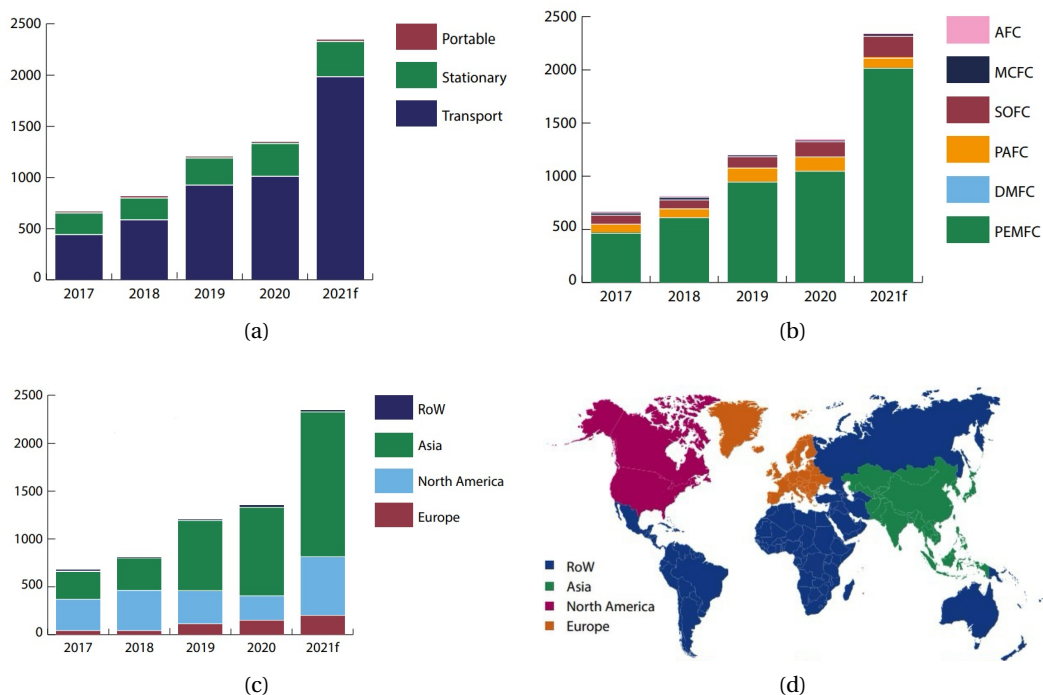 2500
2000
1500
1000
500
0
2017 2018 2019 2020 2021f
Portable
Stationary
Transport
(a)
2500
2000
1500
1000
500
0
2017 2018 2019 2020 2021f
AFC
MCFC
SOFC
PAFC
DMFC
PEMFC
(b)
2500
2000
1500
1000
500
0
2017 2018 2019 2020 2021f
RoW
Asia
North America
Europe
(c)
RoW
Asia
North America
Europe
(d)